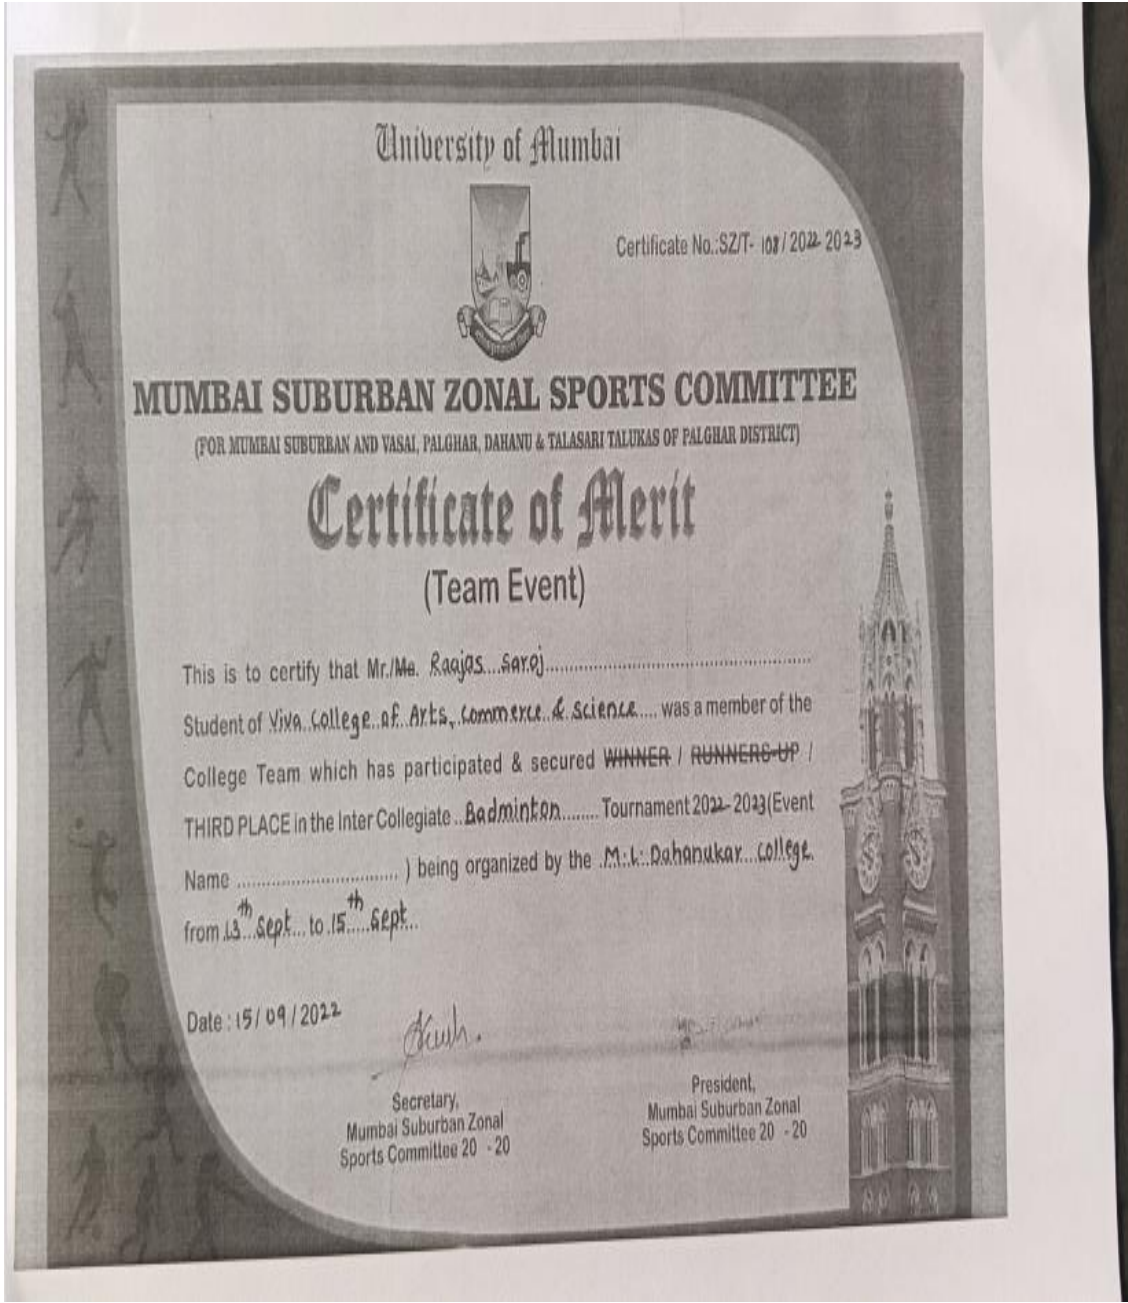 University of Mumbai
Certificate No.:SZ/T- 108/2022-2023
MUMBAI SUBURBAN ZONAL SPORTS COMMITTEE
(FOR MUMBAI SUBURBAN AND VASAI, PALGHAR, DAHANU & TALASARI TALUKAS OF PALGHAR DISTRICT)
Certificate of Merit
(Team Event)
This is to certify that Mr./Ms. Raajas...Saroj....................................................
Student of Viva..College..of..Arts,..Commerce..&..Science.... was a member of the
College Team which has participated & secured WINNER / RUNNERS-UP /
THIRD PLACE in the Inter Collegiate ..Badminton........ Tournament 2022-2023(Event
Name ................................ ) being organized by the .M.L.Dahanukar...college.
from.13th...Sept... to .15th.....Sept...
Date : 15/09/2022
Secretary,
Mumbai Suburban Zonal
Sports Committee 20 - 20
President,
Mumbai Suburban Zonal
Sports Committee 20 - 20